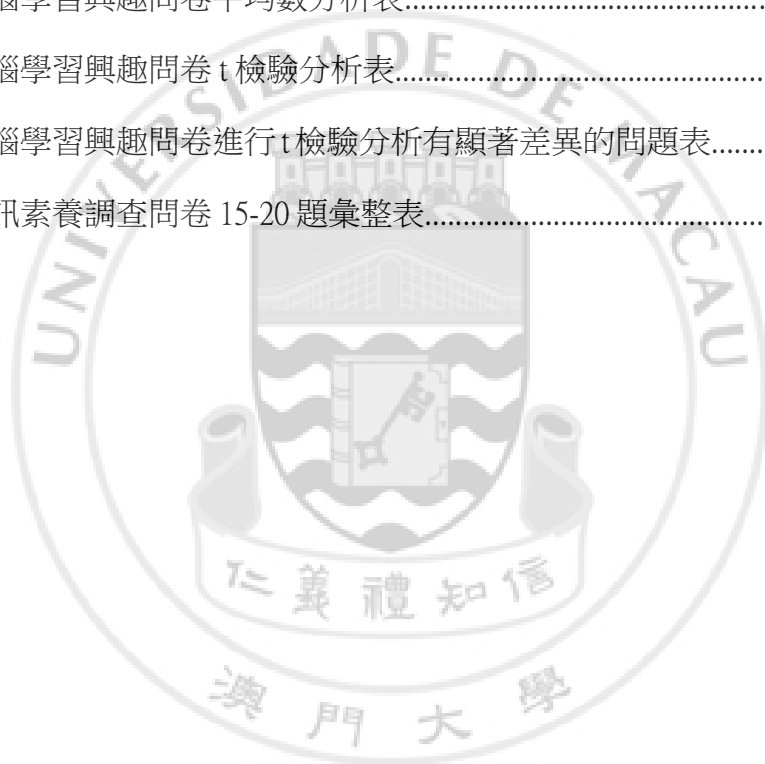 腦學習興趣問卷平均數分析表
腦學習興趣問卷 t 檢驗分析表
腦學習興趣問卷進行 t 檢驗分析有顯著差異的問題表
訊素養調查問卷 15-20 題彙整表
UNIVERSIDADE DE MACAU
仁義禮知信
澳門大學